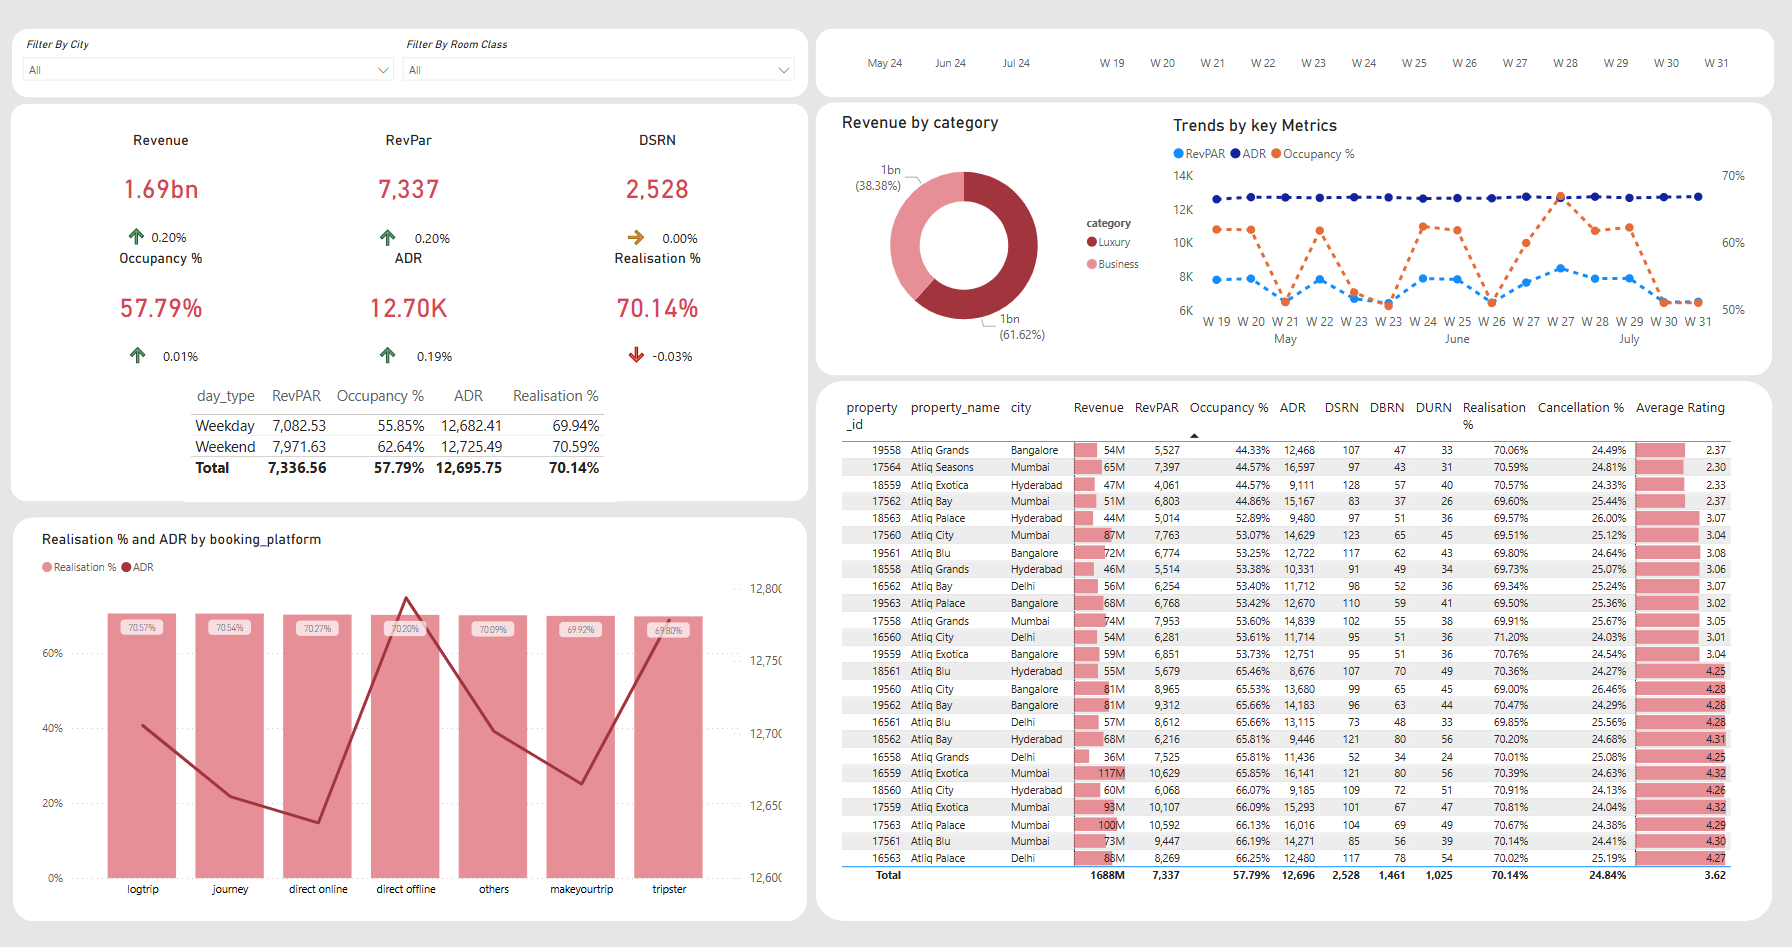 Filter By City
All
Filter By Room Class
All
May 24 Jun 24 Jul 24 W 19 W 20 W 21 W 22 W 23 W 24 W 25 W 26 W 27 W 28 W 29 W 30 W 31
Revenue RevPar DSRN
1.69bn 7,337 2,528
0.20% 0.20% 0.00%
Occupancy % ADR Realisation %
57.79% 12.70K 70.14%
0.01% 0.19% -0.03%
day_type RevPAR Occupancy % ADR Realisation %
Weekday 7,082.53 55.85% 12,682.41 69.94%
Weekend 7,971.63 62.64% 12,725.49 70.59%
Total 7,336.56 57.79% 12,695.75 70.14%
Revenue by category
1bn
(38.38%)
1bn
(61.62%)
category
Luxury
Business
Trends by key Metrics
RevPAR ADR Occupancy %
14K 70%
12K
10K 60%
8K
6K 50%
W 19 W 20 W 21 W 22 W 23 W 23 W 24 W 25 W 26 W 27 W 27 W 28 W 29 W 30 W 31
May June July
Realisation % and ADR by booking_platform
Realisation % ADR
12,800
70.57% 70.54% 70.27% 70.20% 70.09% 69.92% 69.80%
60%
12,750
40% 12,700
20% 12,650
0% 12,600
logtrip journey direct online direct offline others makeyourtrip tripster
property property_name city Revenue RevPAR Occupancy % ADR DSRN DBRN DURN Realisation Cancellation % Average Rating
_id %
19558 Atliq Grands Bangalore 54M 5,527 44.33% 12,468 107 47 33 70.06% 24.49% 2.37
17564 Atliq Seasons Mumbai 65M 7,397 44.57% 16,597 97 43 31 70.59% 24.81% 2.30
18559 Atliq Exotica Hyderabad 47M 4,061 44.57% 9,111 128 57 40 70.57% 24.33% 2.33
17562 Atliq Bay Mumbai 51M 6,803 44.86% 15,167 83 37 26 69.60% 25.44% 2.37
18563 Atliq Palace Hyderabad 44M 5,014 52.89% 9,480 97 51 36 69.57% 26.00% 3.07
17560 Atliq City Mumbai 87M 7,763 53.07% 14,629 123 65 45 69.51% 25.12% 3.04
19561 Atliq Blu Bangalore 72M 6,774 53.25% 12,722 117 62 43 69.80% 24.64% 3.08
18558 Atliq Grands Hyderabad 46M 5,514 53.38% 10,331 91 49 34 69.73% 25.07% 3.06
16562 Atliq Bay Delhi 56M 6,254 53.40% 11,712 98 52 36 69.34% 25.24% 3.07
19563 Atliq Palace Bangalore 68M 6,768 53.42% 12,670 110 59 41 69.50% 25.36% 3.02
17558 Atliq Grands Mumbai 74M 7,953 53.60% 14,839 102 55 38 69.91% 25.67% 3.05
16560 Atliq City Delhi 54M 6,281 53.61% 11,714 95 51 36 71.20% 24.03% 3.01
19559 Atliq Exotica Bangalore 59M 6,851 53.73% 12,751 95 51 36 70.76% 24.54% 3.04
18561 Atliq Blu Hyderabad 55M 5,679 65.46% 8,676 107 70 49 70.36% 24.27% 4.25
19560 Atliq City Bangalore 81M 8,965 65.53% 13,680 99 65 45 69.00% 26.46% 4.28
19562 Atliq Bay Bangalore 81M 9,312 65.66% 14,183 96 63 44 70.47% 24.29% 4.28
16561 Atliq Blu Delhi 57M 8,612 65.66% 13,115 73 48 33 69.85% 25.56% 4.28
18562 Atliq Bay Hyderabad 68M 6,216 65.81% 9,446 121 80 56 70.20% 24.68% 4.31
16558 Atliq Grands Delhi 36M 7,525 65.81% 11,436 52 34 24 70.01% 25.08% 4.25
16559 Atliq Exotica Mumbai 117M 10,629 65.85% 16,141 121 80 56 70.39% 24.63% 4.32
18560 Atliq City Hyderabad 60M 6,068 66.07% 9,185 109 72 51 70.91% 24.13% 4.26
17559 Atliq Exotica Mumbai 93M 10,107 66.09% 15,293 101 67 47 70.81% 24.04% 4.32
17563 Atliq Palace Mumbai 100M 10,592 66.13% 16,016 104 69 49 70.67% 24.38% 4.29
17561 Atliq Blu Mumbai 73M 9,447 66.19% 14,271 85 56 39 70.14% 24.41% 4.30
16563 Atliq Palace Delhi 88M 8,269 66.25% 12,480 117 78 54 70.02% 25.19% 4.27
Total 1688M 7,337 57.79% 12,696 2,528 1,461 1,025 70.14% 24.84% 3.62